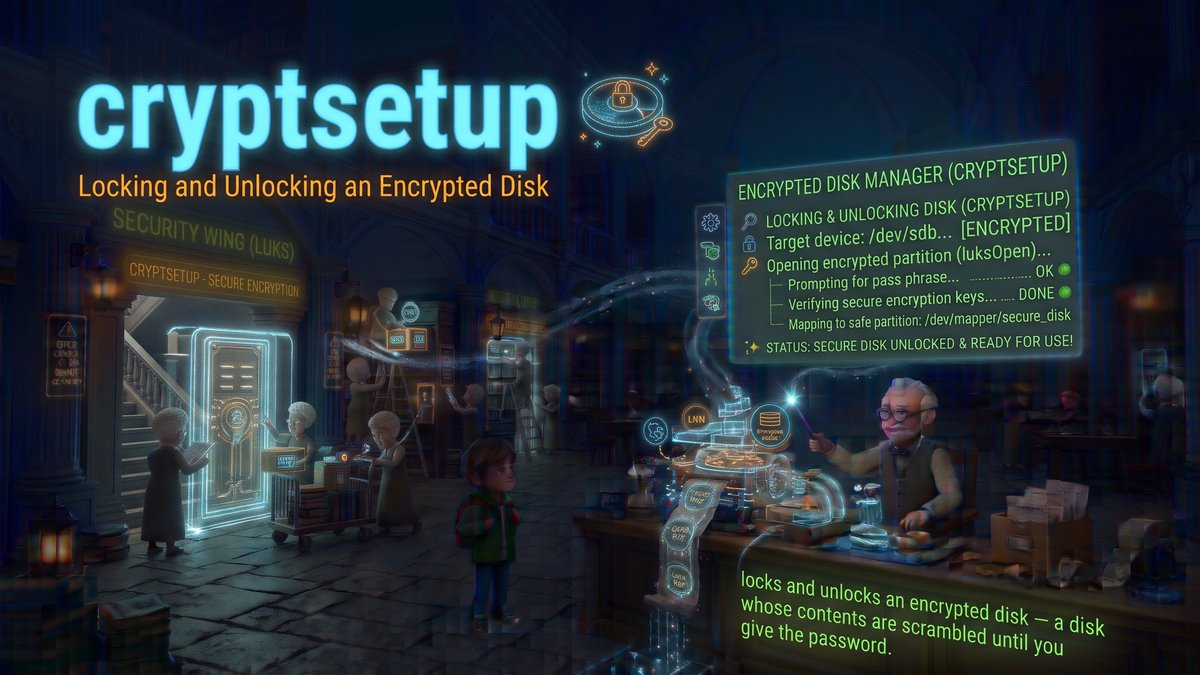 cryptsetup
Locking and Unlocking an Encrypted Disk
SECURITY WING (LUKS)
CRYPTSETUP - SECURE ENCRYPTION
ENCRYPTED DISK MANAGER (CRYPTSETUP)
LOCKING & UNLOCKING DISK (CRYPTSETUP)
Target device: /dev/sdb... [ENCRYPTED]
Opening encrypted partition (luksOpen)...
Prompting for pass phrase... ................ OK
Verifying secure encryption keys... .... DONE
Mapping to safe partition: /dev/mapper/secure_disk
STATUS: SECURE DISK UNLOCKED & READY FOR USE!
LNN
locks and unlocks an encrypted disk — a disk
whose contents are scrambled until you
give the password.